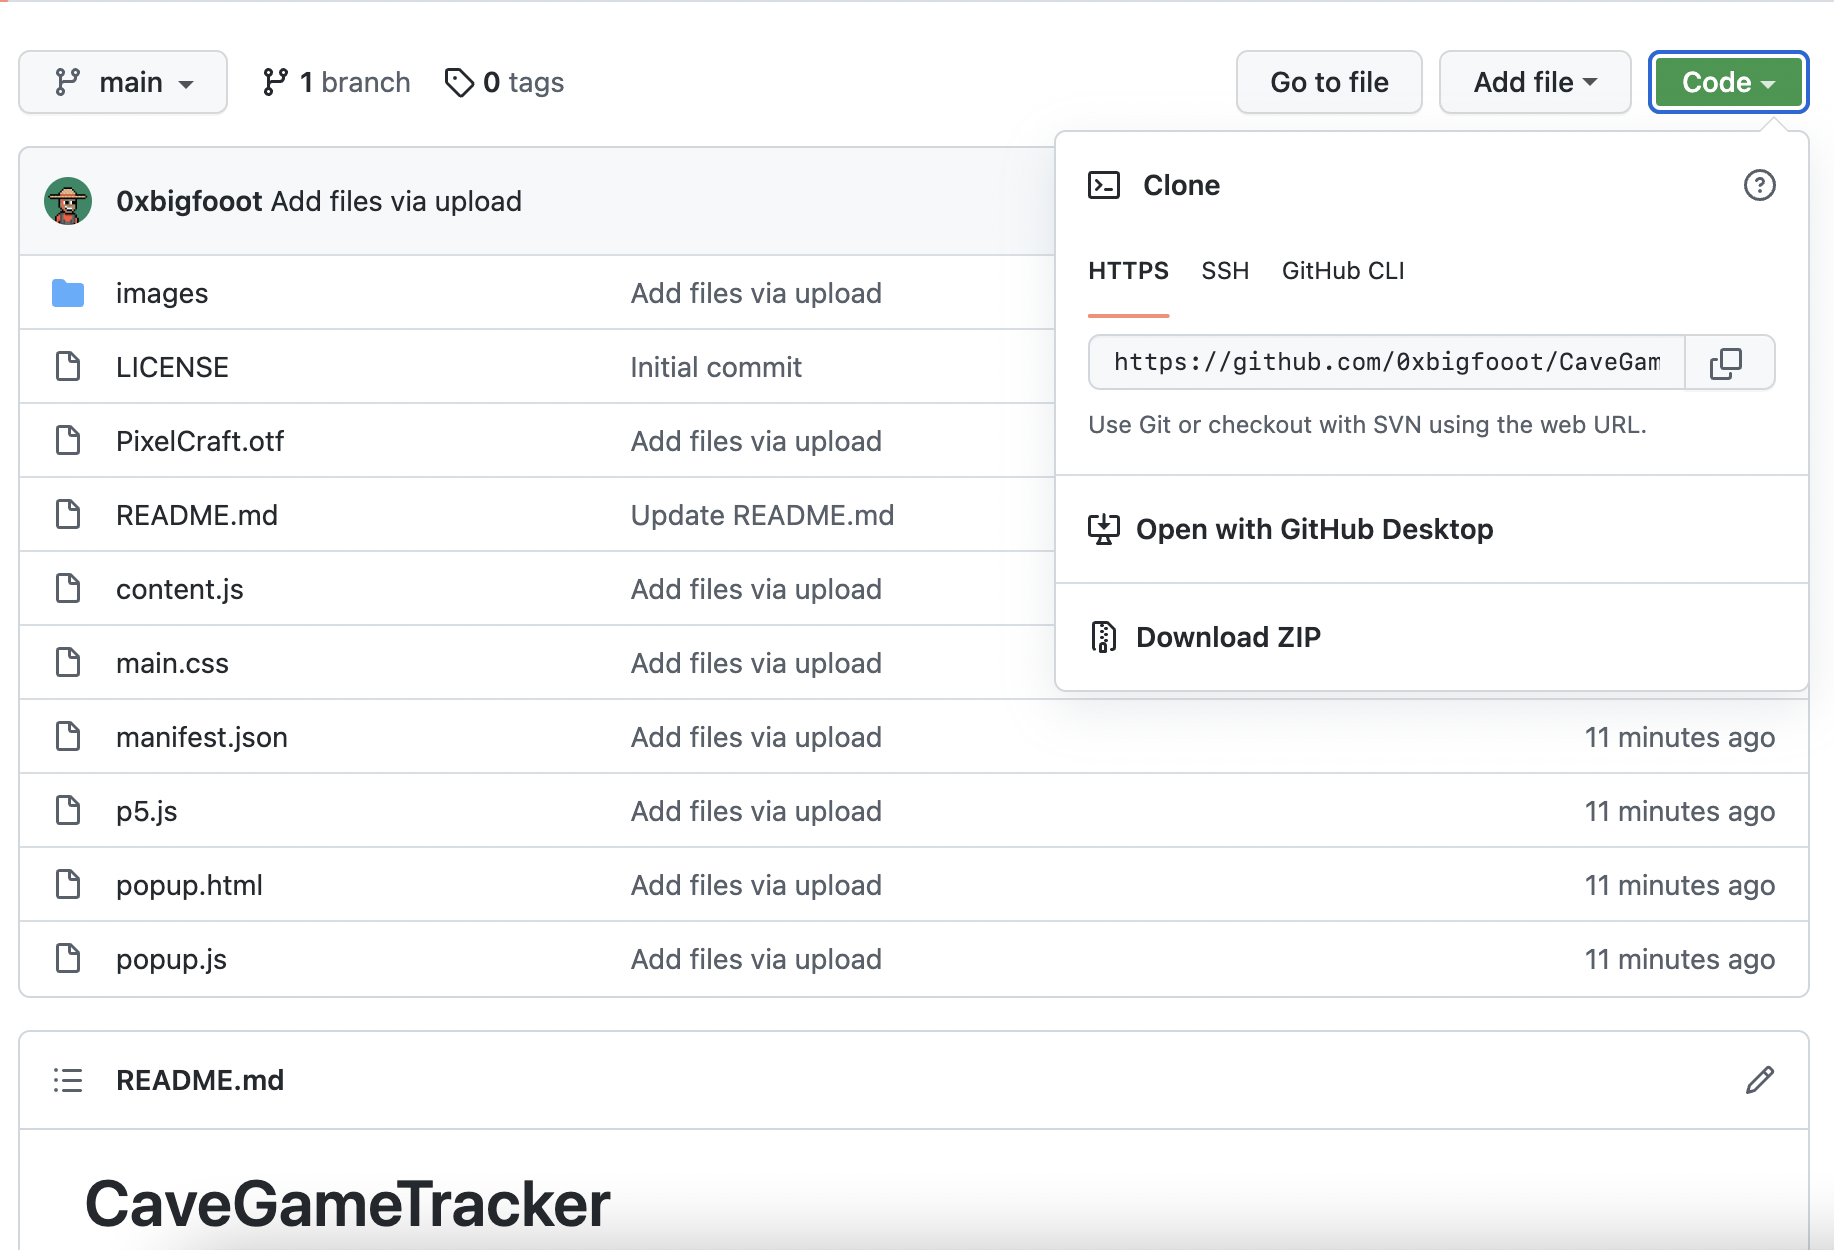 main
1 branch
0 tags
Go to file
Add file
Code
0xbigfooot Add files via upload
Clone
HTTPS SSH GitHub CLI
https://github.com/0xbigfooot/CaveGam
Use Git or checkout with SVN using the web URL.
Open with GitHub Desktop
Download ZIP
images Add files via upload
LICENSE Initial commit
PixelCraft.otf Add files via upload
README.md Update README.md
content.js Add files via upload
main.css Add files via upload
manifest.json Add files via upload 11 minutes ago
p5.js Add files via upload 11 minutes ago
popup.html Add files via upload 11 minutes ago
popup.js Add files via upload 11 minutes ago
README.md
CaveGameTracker